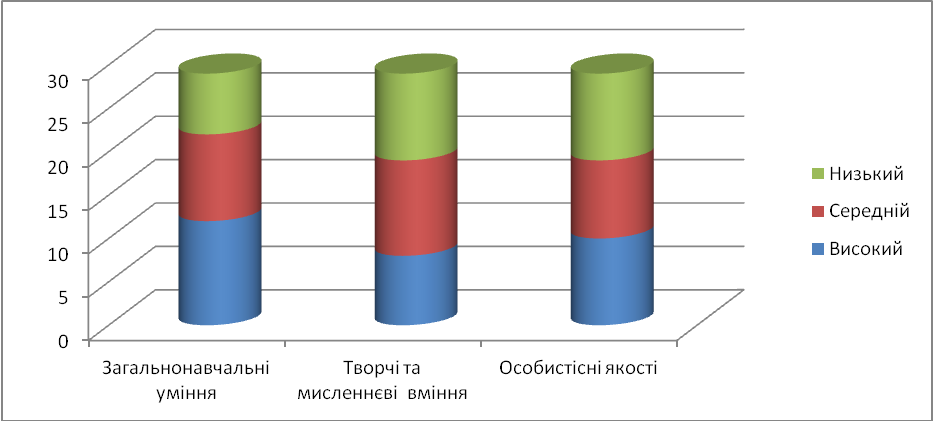 30
25
20
15
10
5
0
Загальнонавчальні
уміння
Творчі та
мисленнєві вміння
Особистісні якості
Низький
Середній
Високий